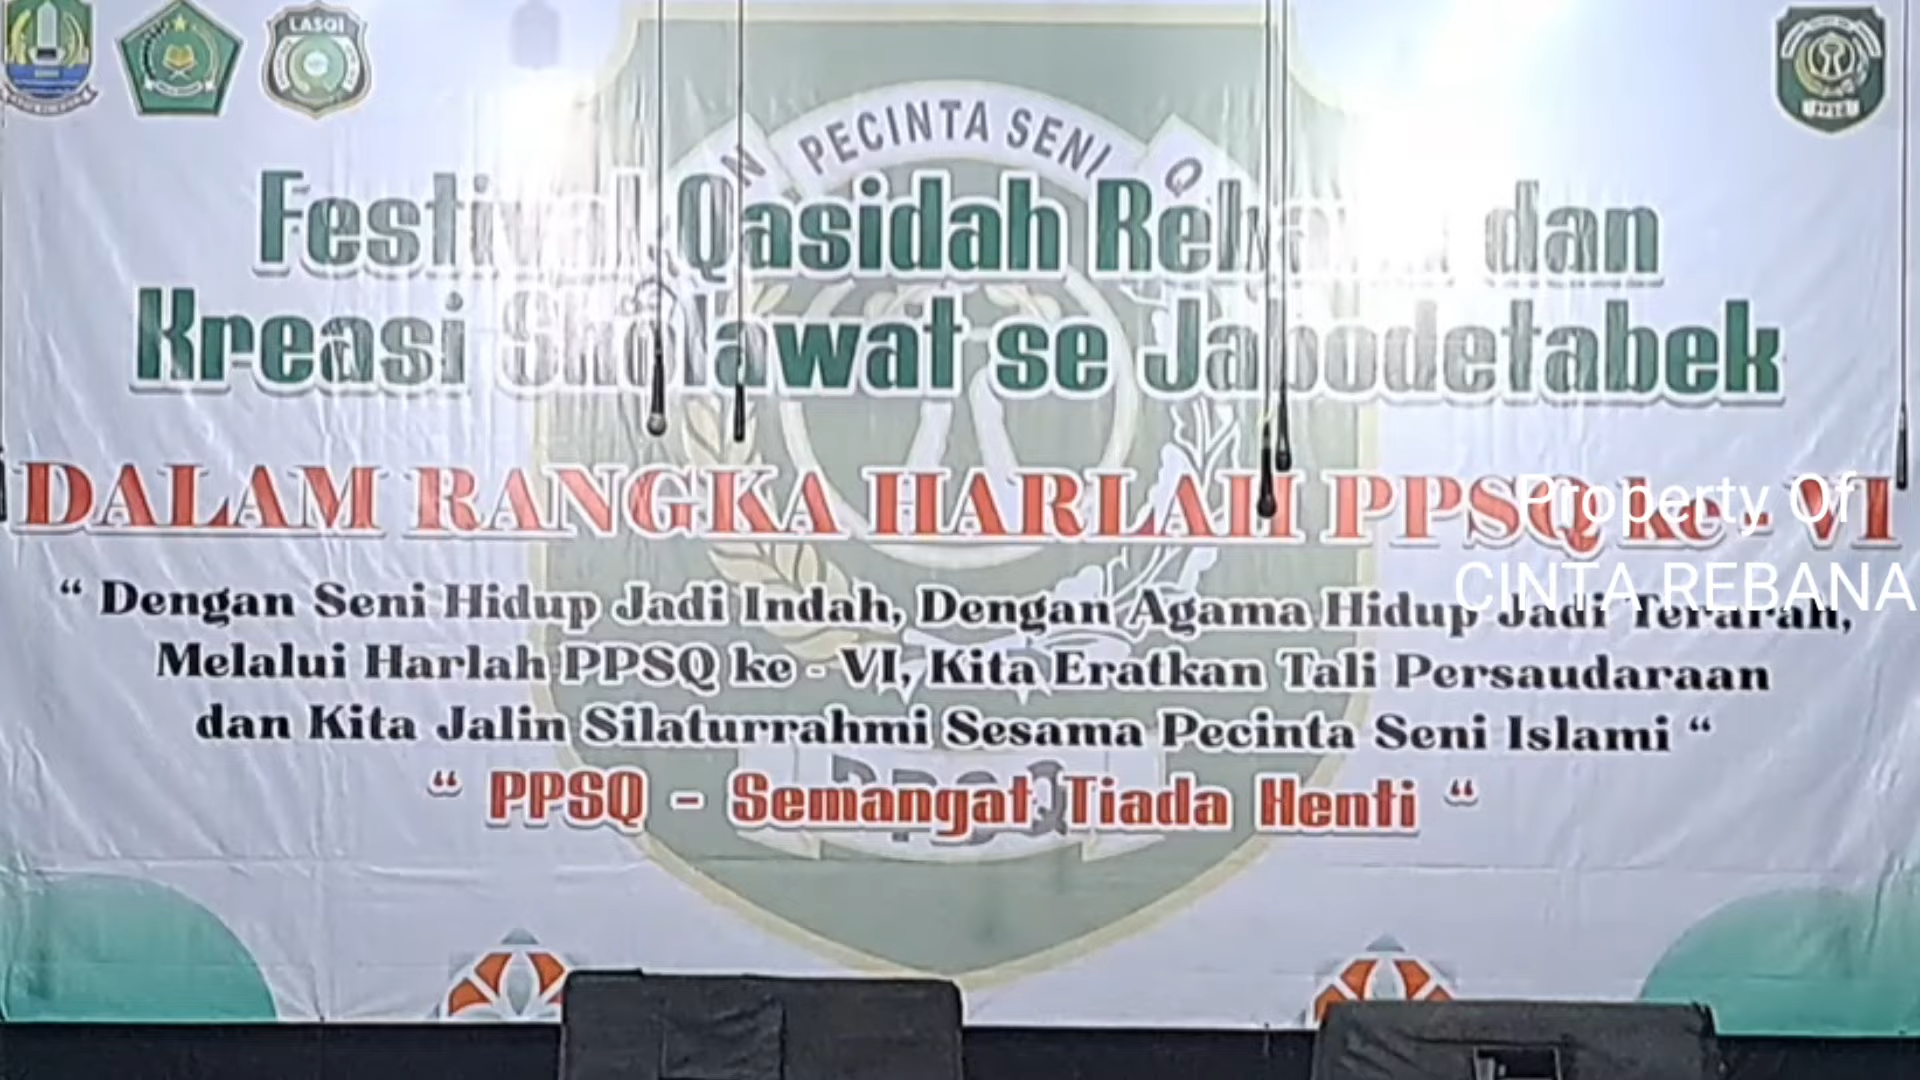 LASQI
N PECINTA SENI Q
Festival Qasidah Rebana dan
Kreasi Sholawat se Jabodetabek
DALAM RANGKA HARLAH PPSQ ke - VI
Property Of
CINTA REBANA
“ Dengan Seni Hidup Jadi Indah, Dengan Agama Hidup Jadi Terarah,
Melalui Harlah PPSQ ke - VI, Kita Eratkan Tali Persaudaraan
dan Kita Jalin Silaturrahmi Sesama Pecinta Seni Islami “
“ PPSQ - Semangat Tiada Henti “
PPSQ